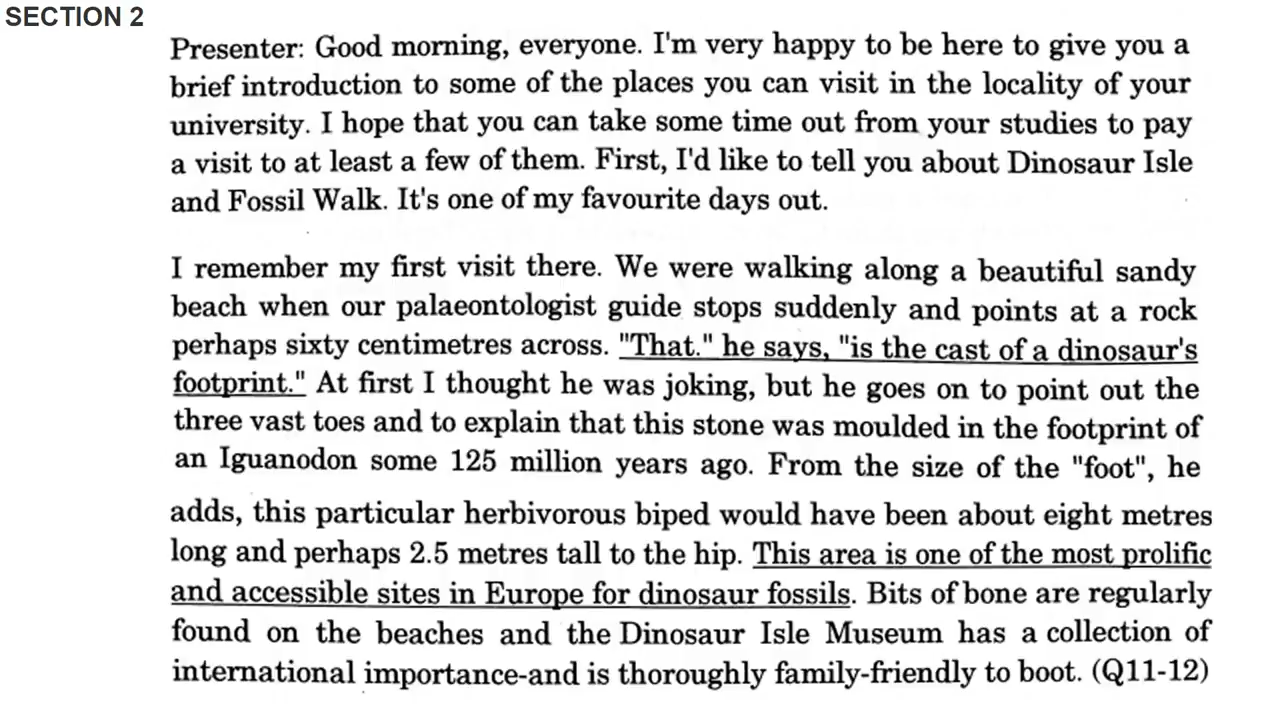 SECTION 2
Presenter: Good morning, everyone. I'm very happy to be here to give you a
brief introduction to some of the places you can visit in the locality of your
university. I hope that you can take some time out from your studies to pay
a visit to at least a few of them. First, I'd like to tell you about Dinosaur Isle
and Fossil Walk. It's one of my favourite days out.
I remember my first visit there. We were walking along a beautiful sandy
beach when our palaeontologist guide stops suddenly and points at a rock
perhaps sixty centimetres across. "That." he says, "is the cast of a dinosaur's
footprint." At first I thought he was joking, but he goes on to point out the
three vast toes and to explain that this stone was moulded in the footprint of
an Iguanodon some 125 million years ago. From the size of the "foot", he
adds, this particular herbivorous biped would have been about eight metres
long and perhaps 2.5 metres tall to the hip. This area is one of the most prolific
and accessible sites in Europe for dinosaur fossils. Bits of bone are regularly
found on the beaches and the Dinosaur Isle Museum has a collection of
international importance-and is thoroughly family-friendly to boot. (Q11-12)